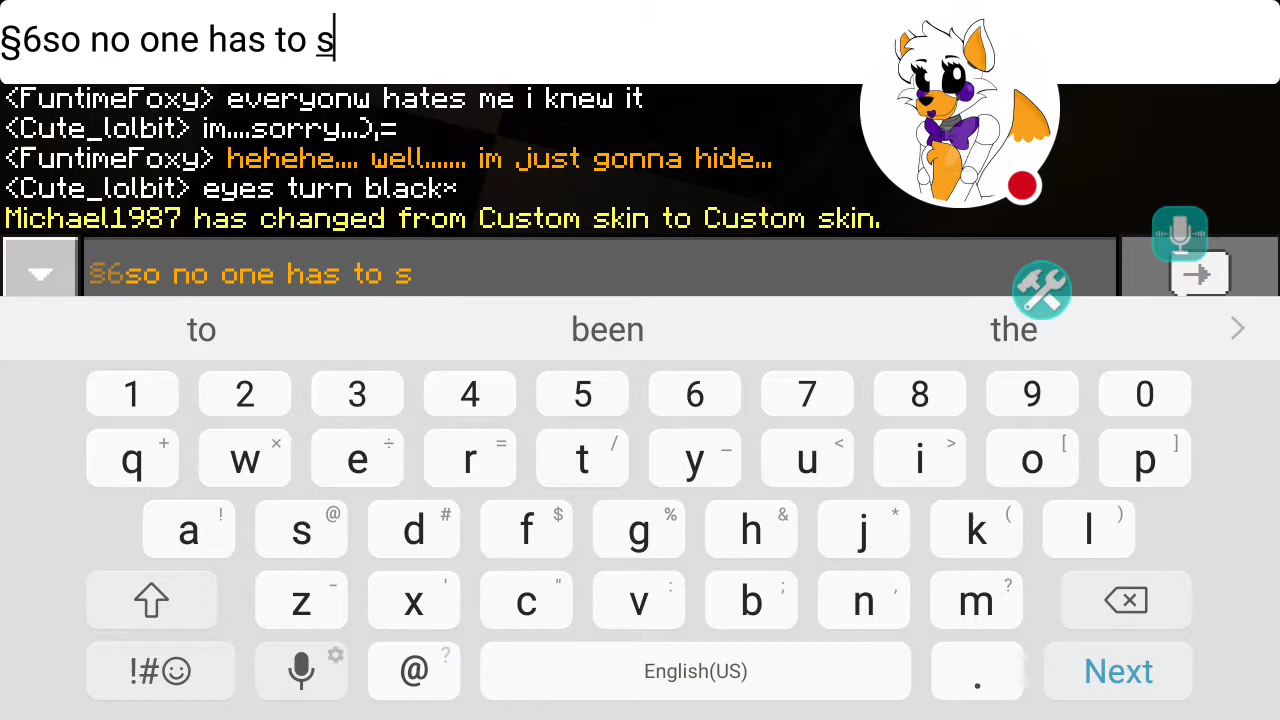 §6so no one has to s
<FuntimeFoxy> everyonw hates me i knew it
<Cute_lolbit> im....sorry...),=
<FuntimeFoxy> hehehe.... well....... im just gonna hide...
<Cute_lolbit> eyes turn black×
Michael1987 has changed from Custom skin to Custom skin.
§6so no one has to s
to been the
1 2 3 4 5 6 7 8 9 0
q + w × e ÷ r = t / y _ u < i > o [ p ]
a ! s @ d # f $ g % h & j * k ( l )
z - x ' c " v : b ; n , m ?
!#☺ @ ? English(US) . Next